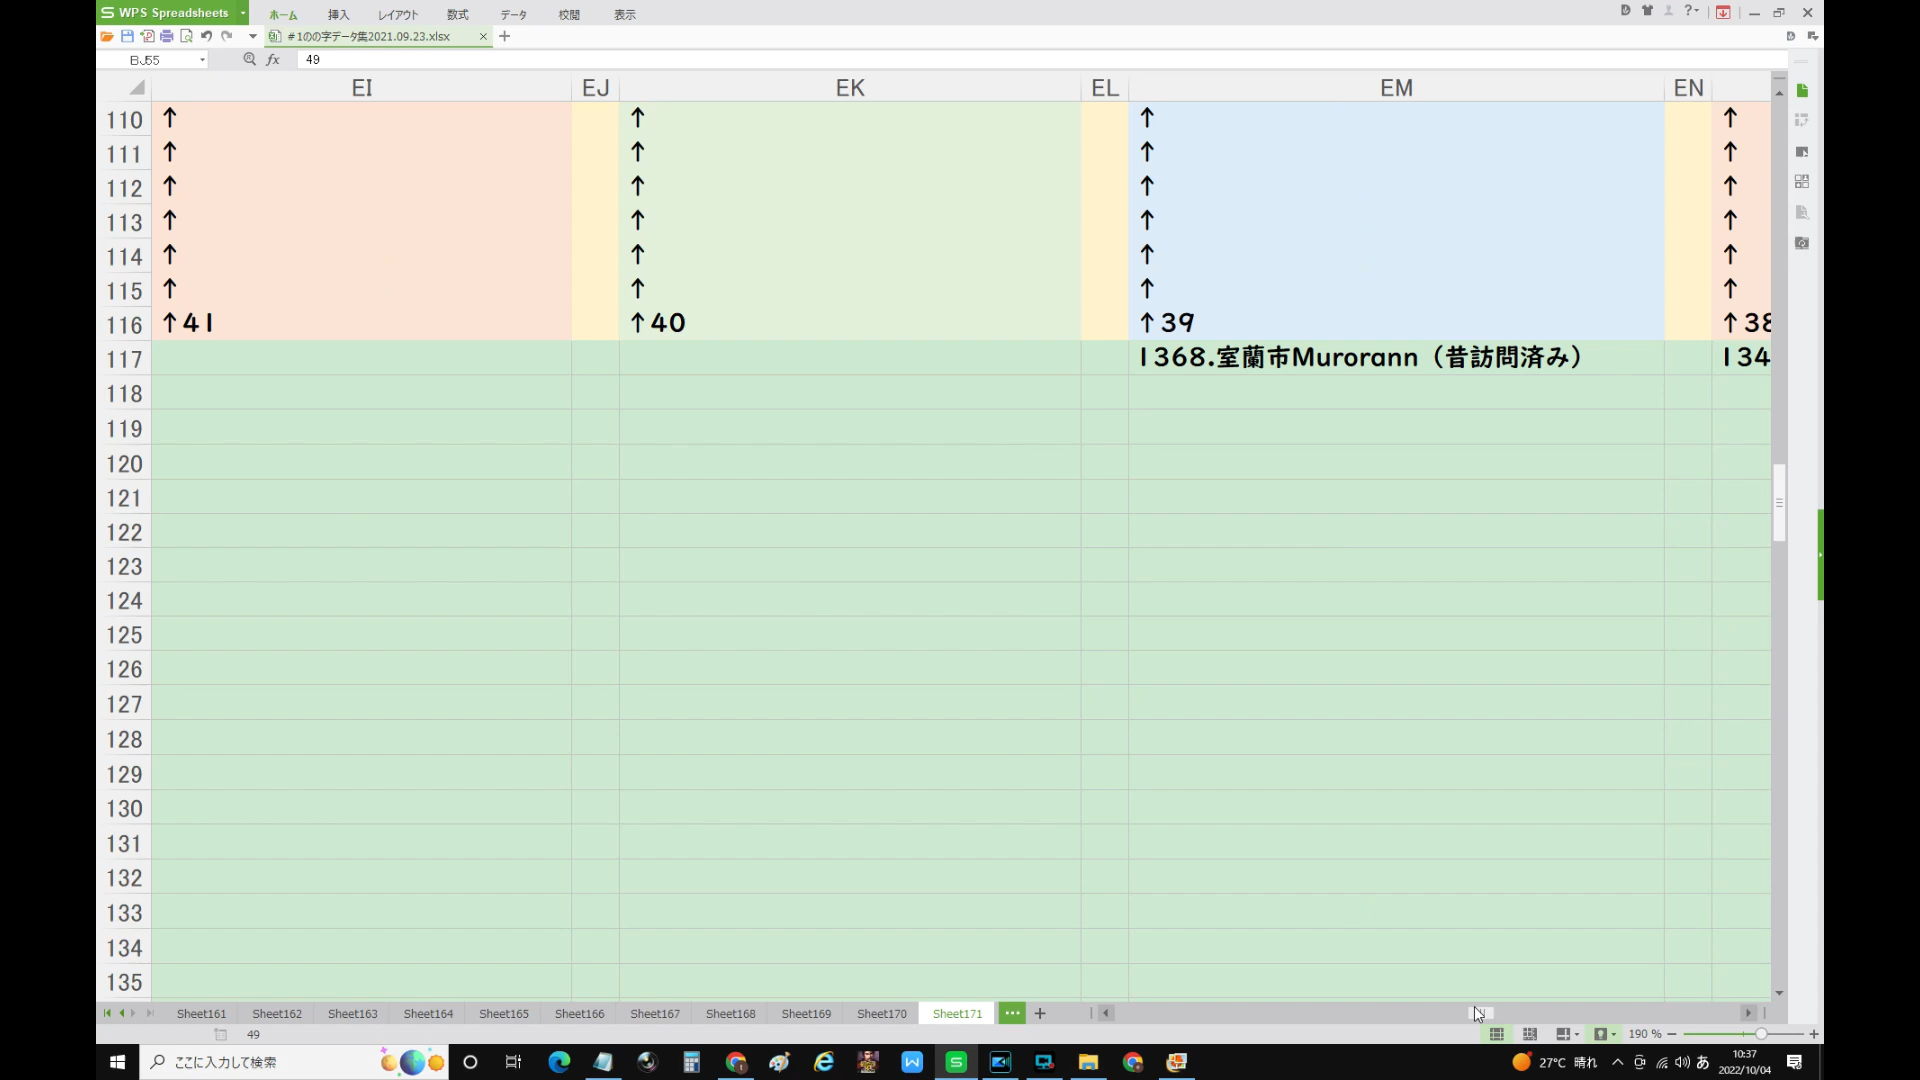 WPS Spreadsheets ホーム 挿入 レイアウト 数式 データ 校閲 表示
#1のの字データ集2021.09.23.xlsx
BJ55 fx 49
EI EJ EK EL EM EN
110 ↑ ↑ ↑ ↑
111 ↑ ↑ ↑ ↑
112 ↑ ↑ ↑ ↑
113 ↑ ↑ ↑ ↑
114 ↑ ↑ ↑ ↑
115 ↑ ↑ ↑ ↑
116 ↑41 ↑40 ↑39 ↑38
117 1368.室蘭市Murorann（昔訪問済み） 134
118
119
120
121
122
123
124
125
126
127
128
129
130
131
132
133
134
135
Sheet161 Sheet162 Sheet163 Sheet164 Sheet165 Sheet166 Sheet167 Sheet168 Sheet169 Sheet170 Sheet171
49 190 %
ここに入力して検索 27°C 晴れ あ 10:37
2022/10/04